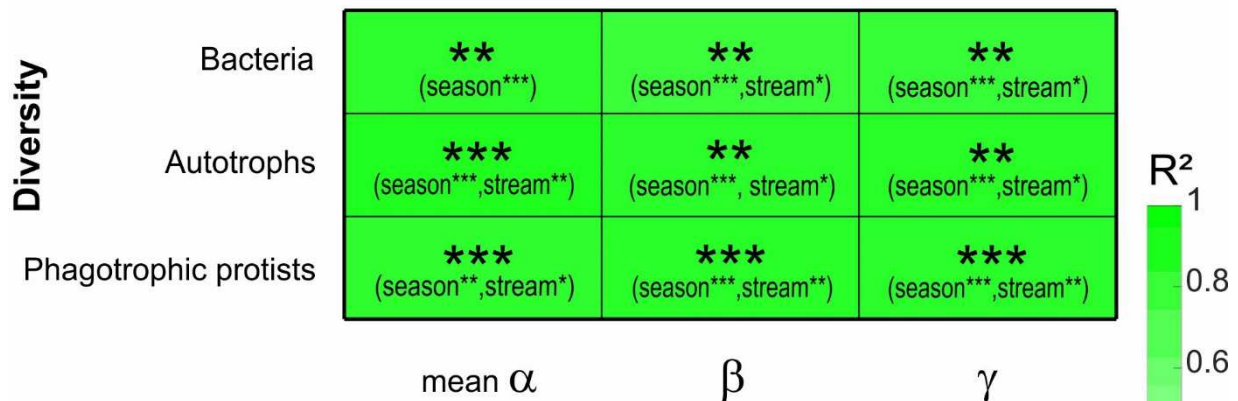 Diversity
Bacteria
**
(season***)
**
(season***,stream*)
**
(season***,stream*)
Autotrophs
***
(season***,stream**)
**
(season***, stream*)
**
(season***,stream*)
Phagotrophic protists
***
(season**,stream*)
***
(season***,stream**)
***
(season***,stream**)
mean α
β
γ
R²
1
0.8
0.6